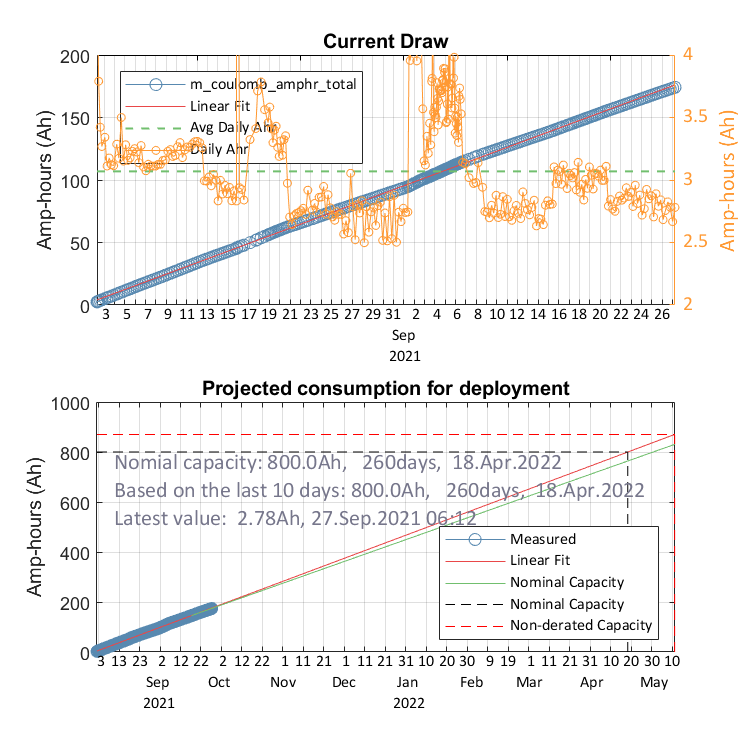 Current Draw
200
150
100
50
0
Amp-hours (Ah)
m_coulomb_amphr_total
Linear Fit
Avg Daily Ahr
Daily Ahr
4
3.5
3
2.5
2
Amp-hours (Ah)
3 5 7 9 11 13 15 17 19 21 23 25 27 29 31 2 4 6 8 10 12 14 16 18 20 22 24 26
Sep
2021
Projected consumption for deployment
1000
800
600
400
200
0
Amp-hours (Ah)
Nomial capacity: 800.0Ah, 260days, 18.Apr.2022
Based on the last 10 days: 800.0Ah, 260days, 18.Apr.2022
Latest value: 2.78Ah, 27.Sep.2021 06:12
Measured
Linear Fit
Nominal Capacity
Nominal Capacity
Non-derated Capacity
3 13 23 2 12 22 2 12 22 1 11 21 1 11 21 31 10 20 30 9 19 1 11 21 31 10 20 30 10
Sep Oct Nov Dec Jan Feb Mar Apr May
2021 2022